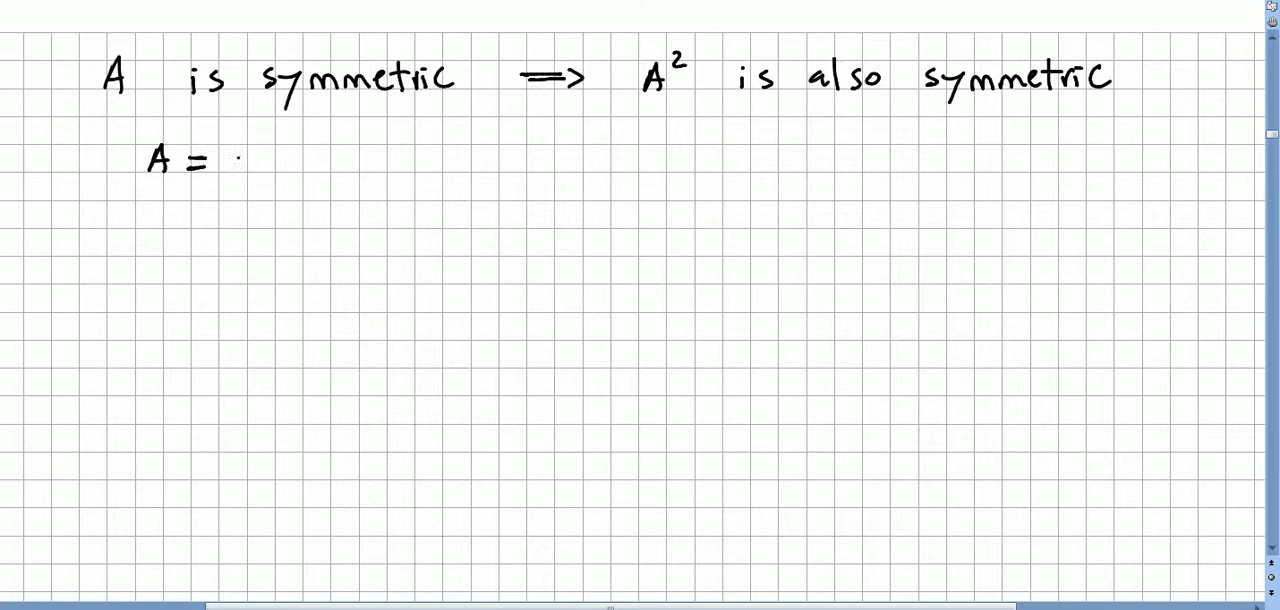 A is symmetric ⟹ A² is also symmetric
A =